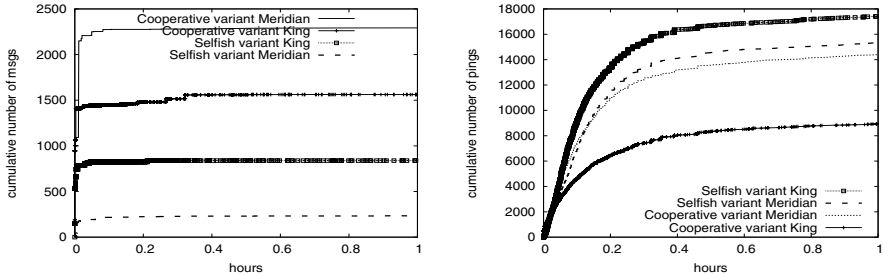 cumulative number of msgs
2500
2000
1500
1000
500
0
0
0.2
0.4
0.6
0.8
1
hours
Cooperative variant Meridian
Cooperative variant King
Selfish variant King
Selfish variant Meridian
cumulative number of pings
18000
16000
14000
12000
10000
8000
6000
4000
2000
0
0
0.2
0.4
0.6
0.8
1
hours
Selfish variant King
Selfish variant Meridian
Cooperative variant Meridian
Cooperative variant King